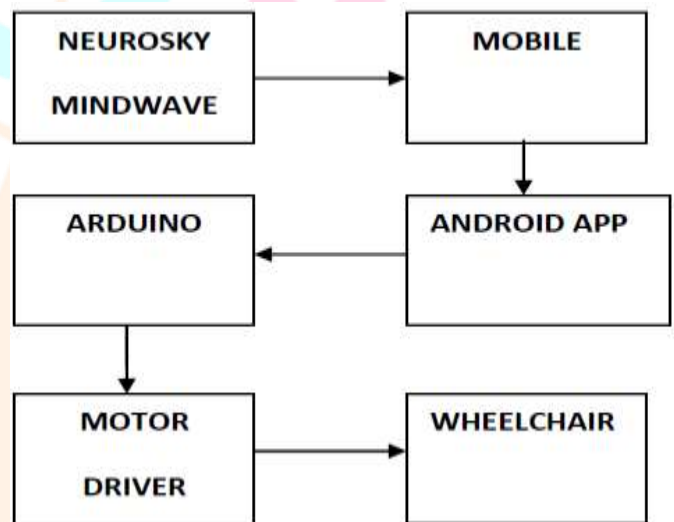 NEUROSKY
MINDWAVE
MOBILE
ARDUINO
ANDROID APP
MOTOR
DRIVER
WHEELCHAIR